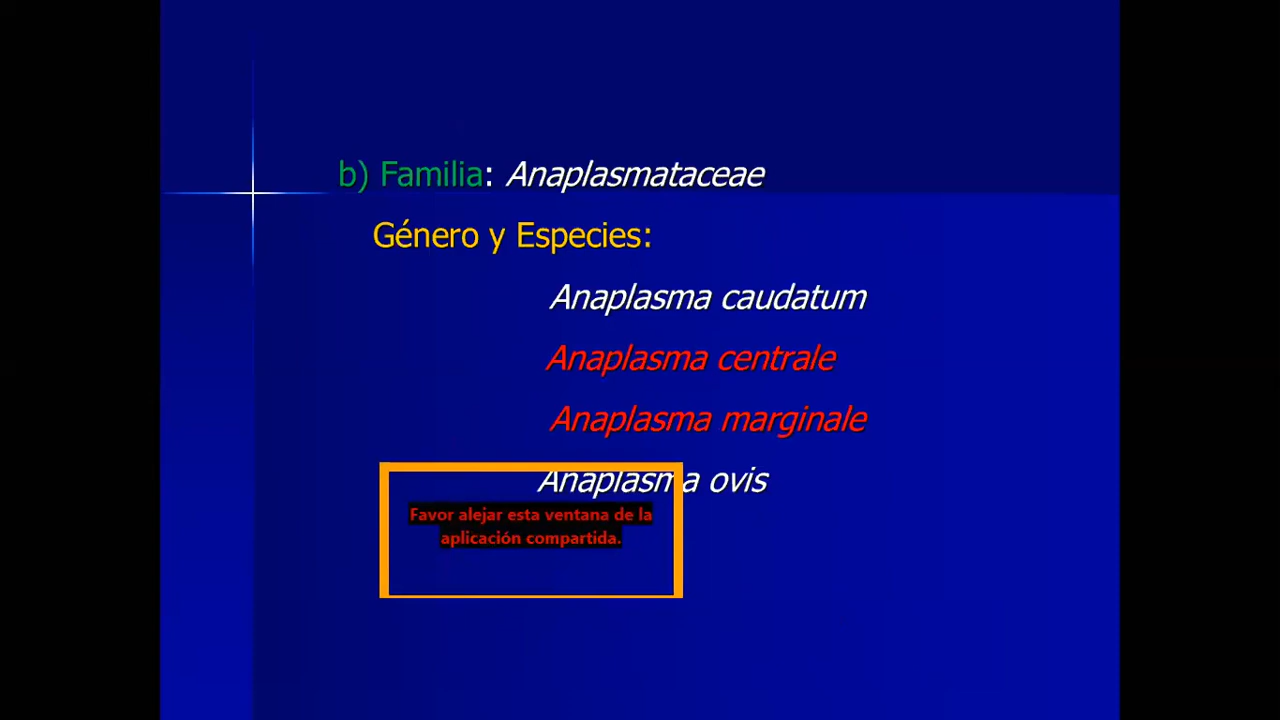 b) Familia: Anaplasmataceae
Género y Especies:
Anaplasma caudatum
Anaplasma centrale
Anaplasma marginale
Anaplasma ovis
Favor alejar esta ventana de la
aplicación compartida.